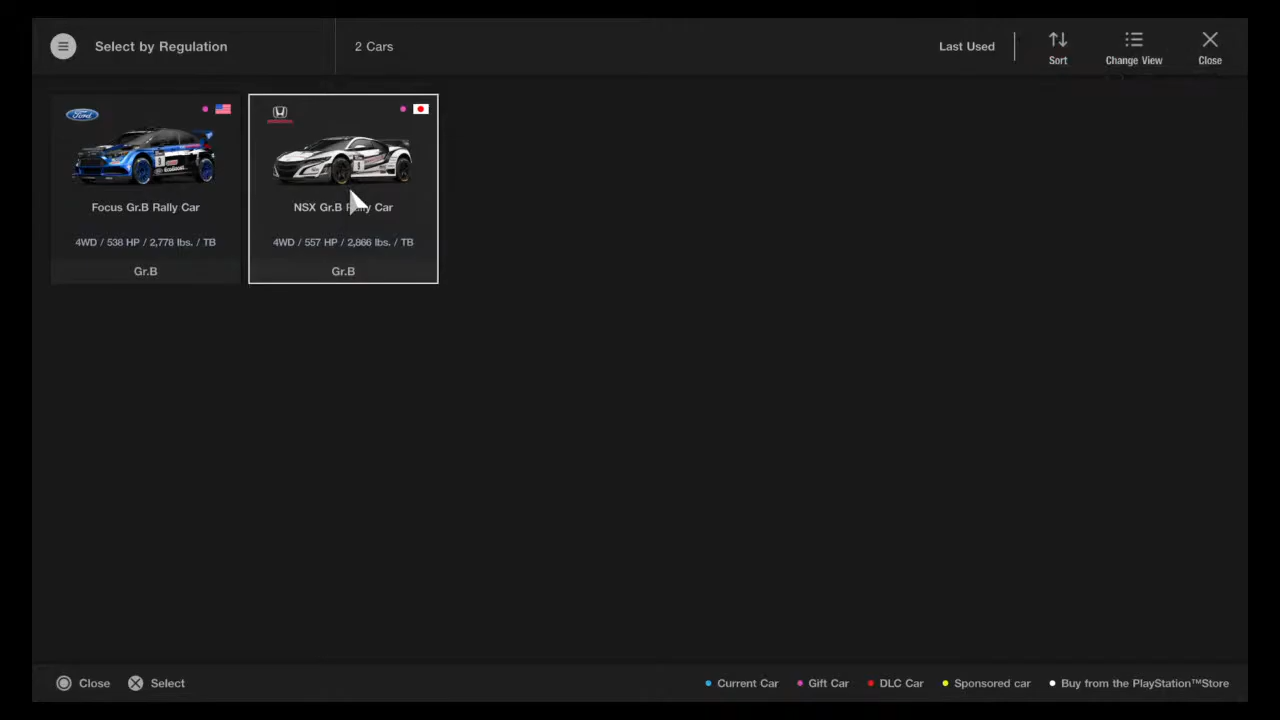 Select by Regulation
2 Cars
Last Used
Sort
Change View
Close
Ford
Focus Gr.B Rally Car
4WD / 538 HP / 2,778 lbs. / TB
Gr.B
NSX Gr.B Rally Car
4WD / 557 HP / 2,866 lbs. / TB
Gr.B
Close
Select
Current Car
Gift Car
DLC Car
Sponsored car
Buy from the PlayStation™Store